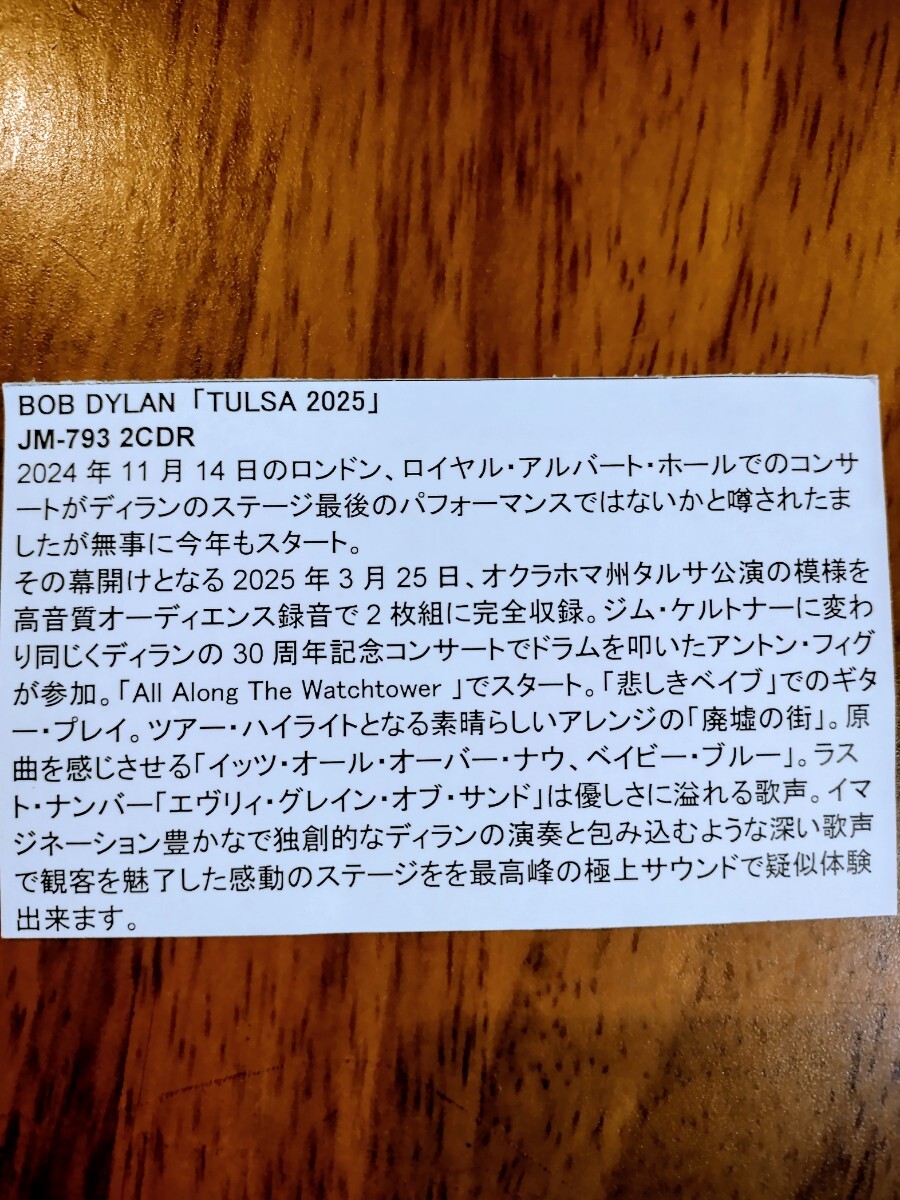 BOB DYLAN 「TULSA 2025」
JM-793 2CDR
2024 年 11 月 14 日のロンドン、ロイヤル・アルバート・ホールでのコンサ
ートがディランのステージ最後のパフォーマンスではないかと噂されたま
したが無事に今年もスタート。
その幕開けとなる 2025 年 3 月 25 日、オクラホマ州タルサ公演の模様を
高音質オーディエンス録音で 2 枚組に完全収録。ジム・ケルトナーに変わ
り同じくディランの 30 周年記念コンサートでドラムを叩いたアントン・フィグ
が参加。「All Along The Watchtower 」でスタート。「悲しきベイブ」でのギタ
ー・プレイ。ツアー・ハイライトとなる素晴らしいアレンジの「廃墟の街」。原
曲を感じさせる「イッツ・オール・オーバー・ナウ、ベイビー・ブルー」。ラス
ト・ナンバー「エヴリィ・グレイン・オブ・サンド」は優しさに溢れる歌声。イマ
ジネーション豊かなで独創的なディランの演奏と包み込むような深い歌声
で観客を魅了した感動のステージをを最高峰の極上サウンドで疑似体験
出来ます。